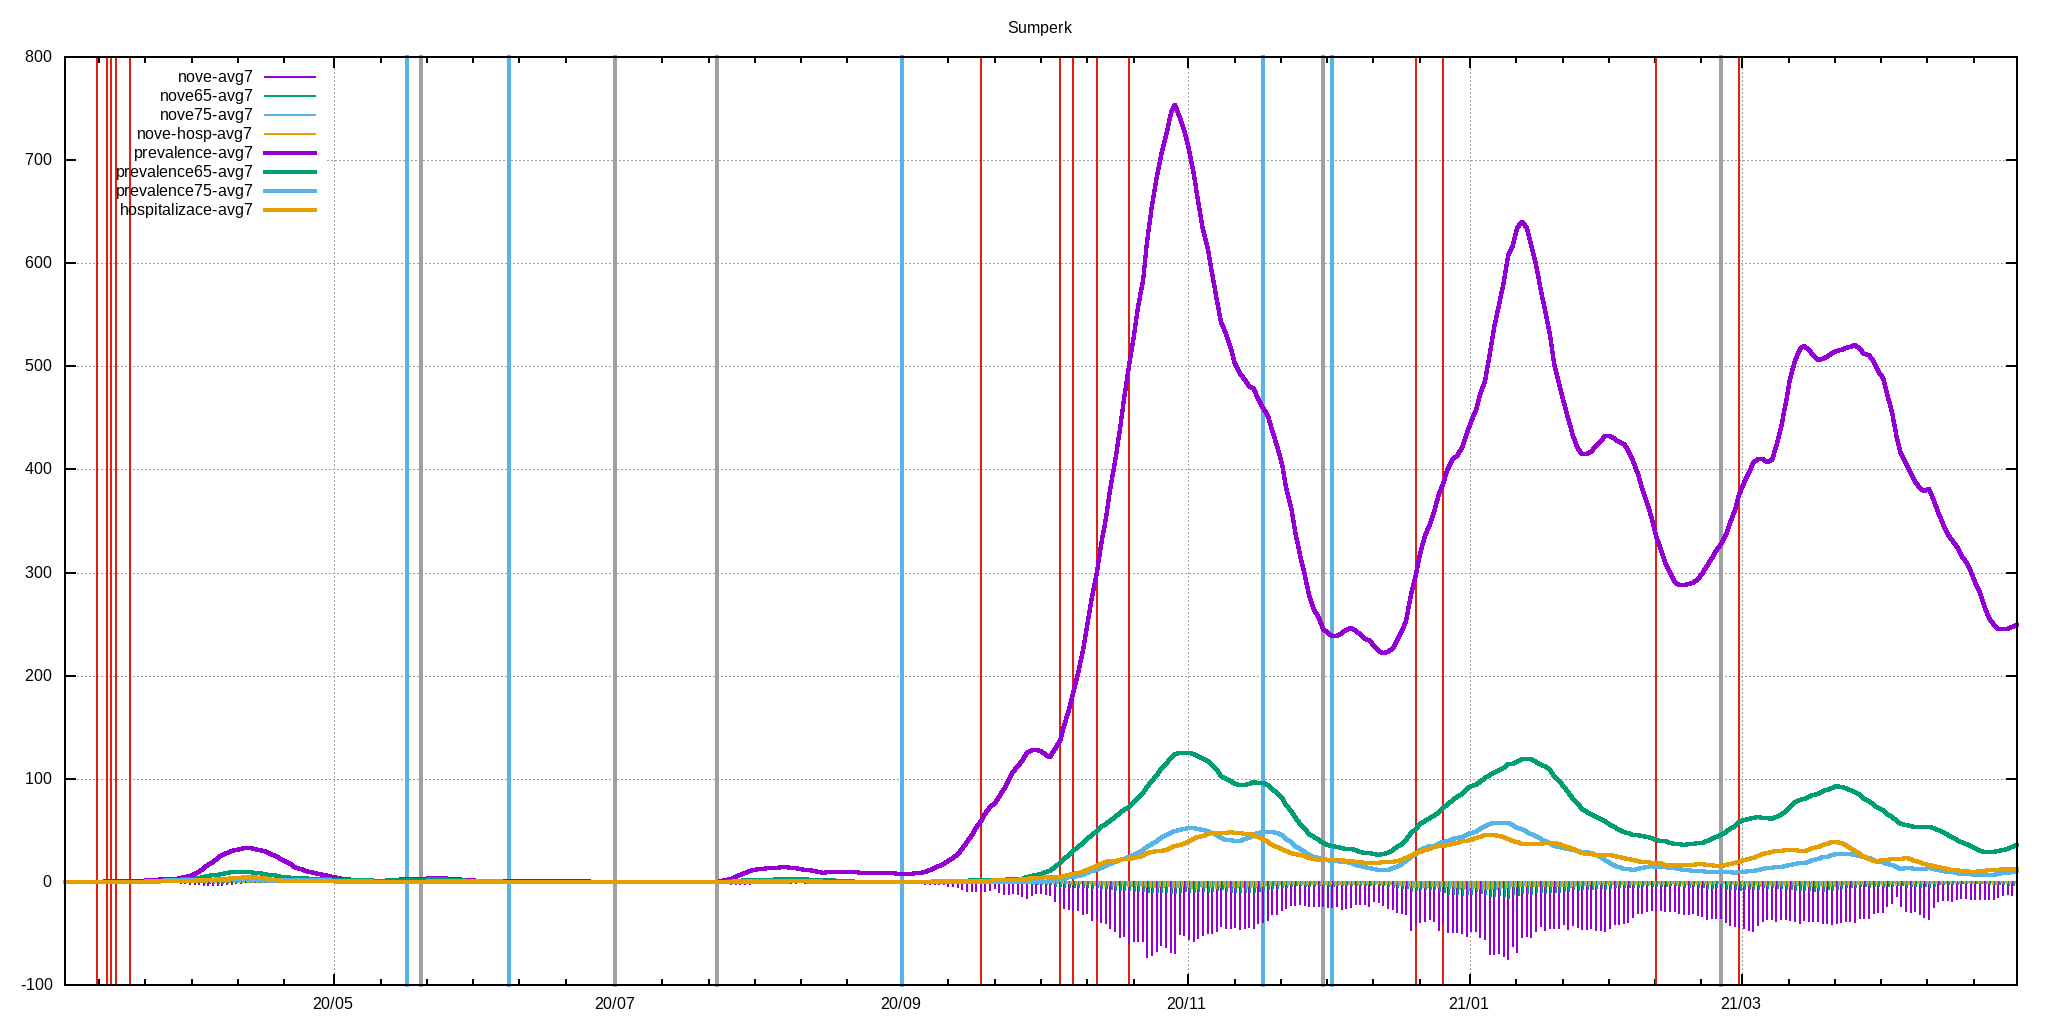 Sumperk
800
700
600
500
400
300
200
100
0
-100
nove-avg7
nove65-avg7
nove75-avg7
nove-hosp-avg7
prevalence-avg7
prevalence65-avg7
prevalence75-avg7
hospitalizace-avg7
20/05 20/07 20/09 20/11 21/01 21/03